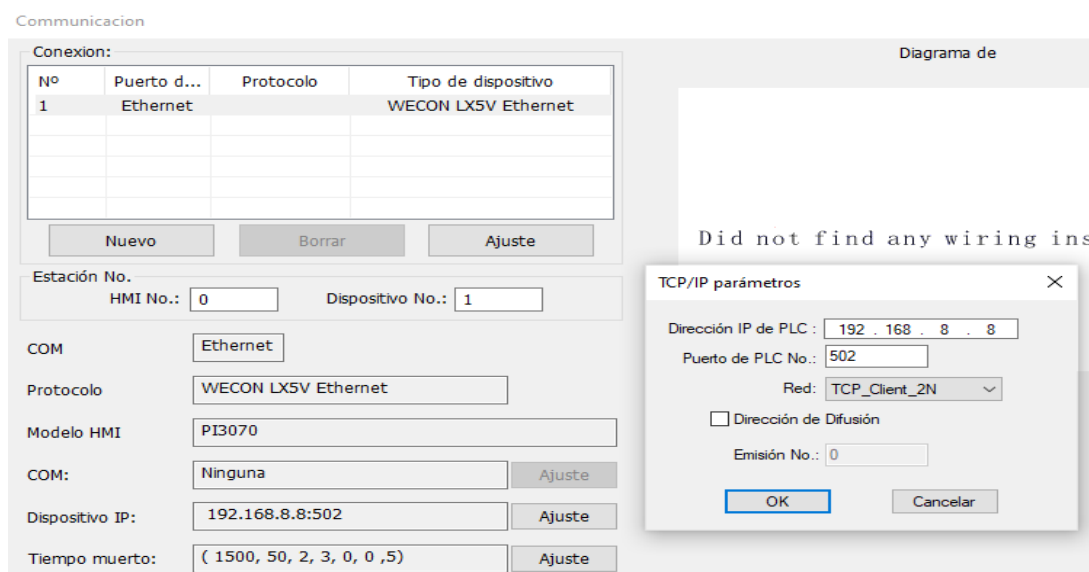 Communicacion
Conexion:
Nº Puerto d... Protocolo Tipo de dispositivo
1 Ethernet WECON LX5V Ethernet
Nuevo Borrar Ajuste
Estación No.
HMI No.: 0 Dispositivo No.: 1
COM Ethernet
Protocolo WECON LX5V Ethernet
Modelo HMI PI3070
COM: Ninguna Ajuste
Dispositivo IP: 192.168.8.8:502 Ajuste
Tiempo muerto: ( 1500, 50, 2, 3, 0, 0 ,5) Ajuste
Diagrama de
Did not find any wiring ins
TCP/IP parámetros
Dirección IP de PLC : 192 . 168 . 8 . 8
Puerto de PLC No.: 502
Red: TCP_Client_2N
Dirección de Difusión
Emisión No.: 0
OK Cancelar